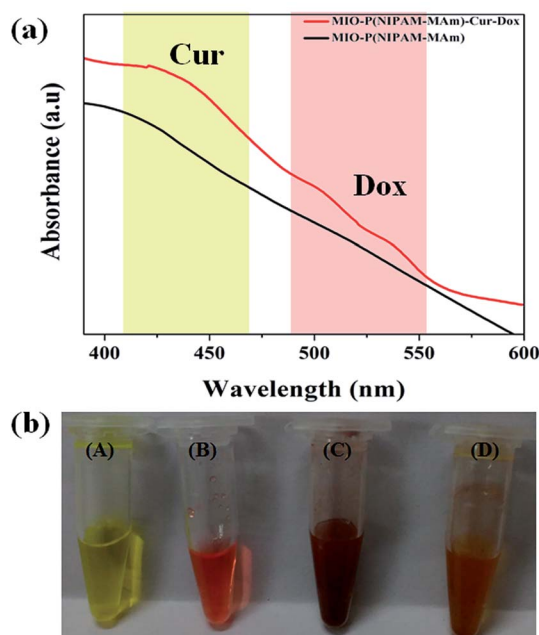 (a)
MIO-P(NIPAM-MAm)-Cur-Dox
MIO-P(NIPAM-MAm)
Cur
Dox
Absorbance (a.u)
400 450 500 550 600
Wavelength (nm)
(b)
(A) (B) (C) (D)